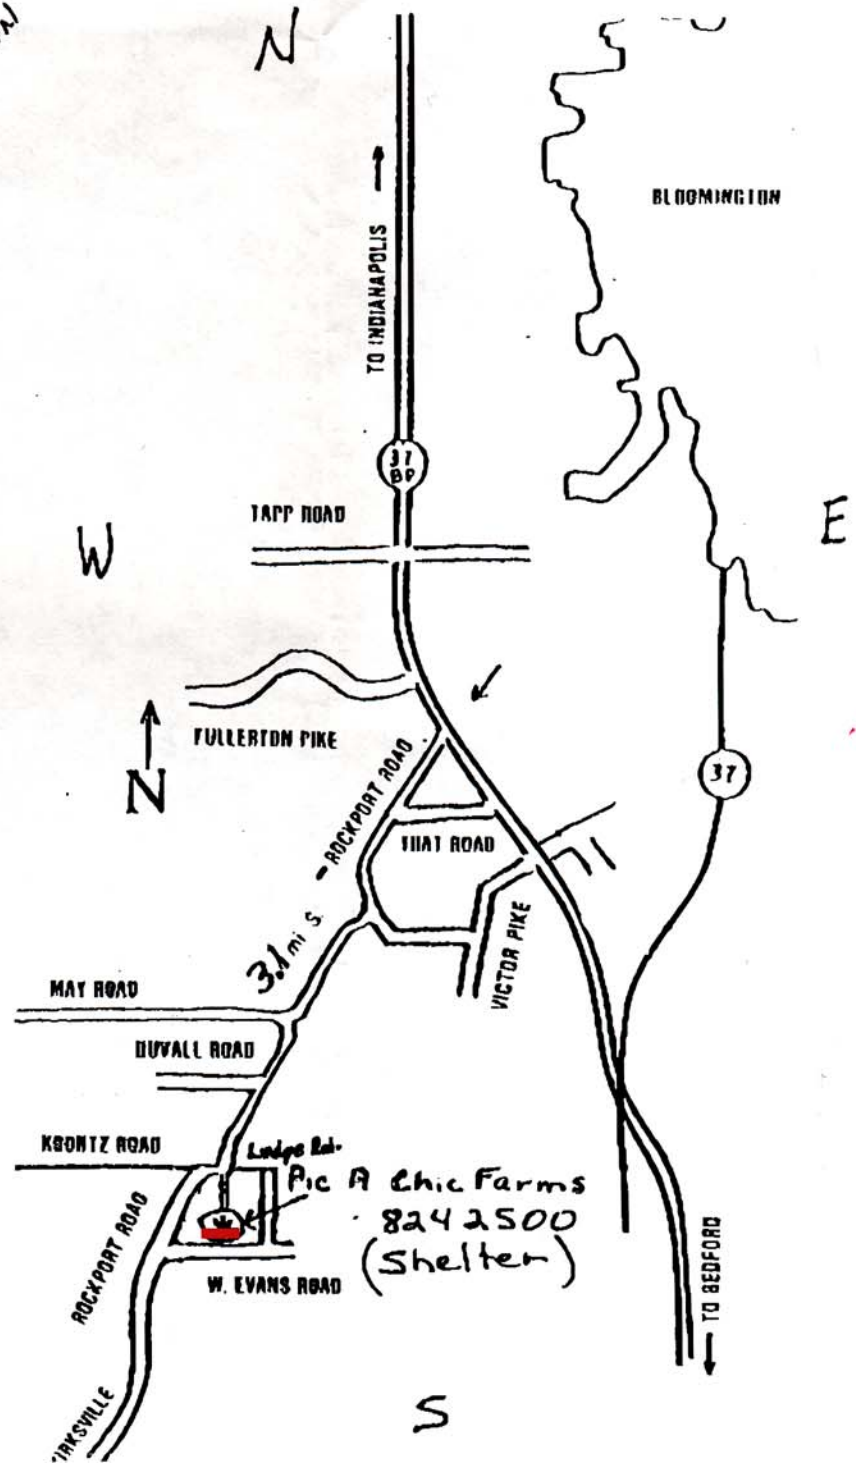 N
TO INDIANAPOLIS
BLOOMINGTON
37
BP
TAPP ROAD
W
E
FULLERTON PIKE
N
37
ROCKPORT ROAD
THAT ROAD
3.1 mi S.
VICTOR PIKE
MAY ROAD
DUVALL ROAD
KOONTZ ROAD
Lodge Rd.
Pic A Chic Farms
824 2500
(Shelter)
ROCKPORT ROAD
W. EVANS ROAD
TO BEDFORD
S